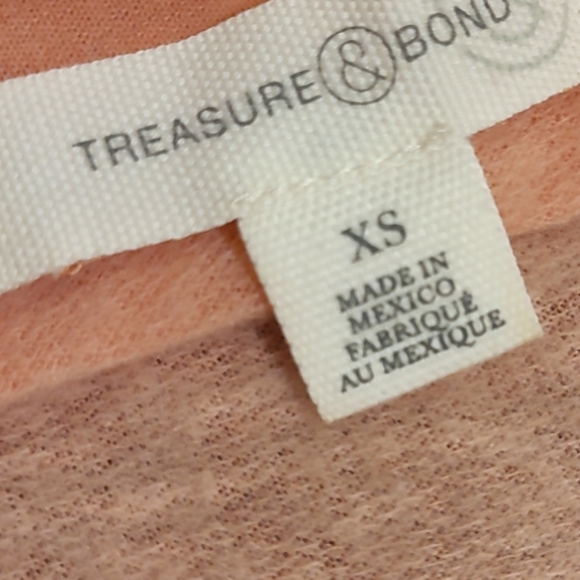 TREASURE & BOND
XS
MADE IN
MEXICO
FABRIQUÉ
AU MEXIQUE